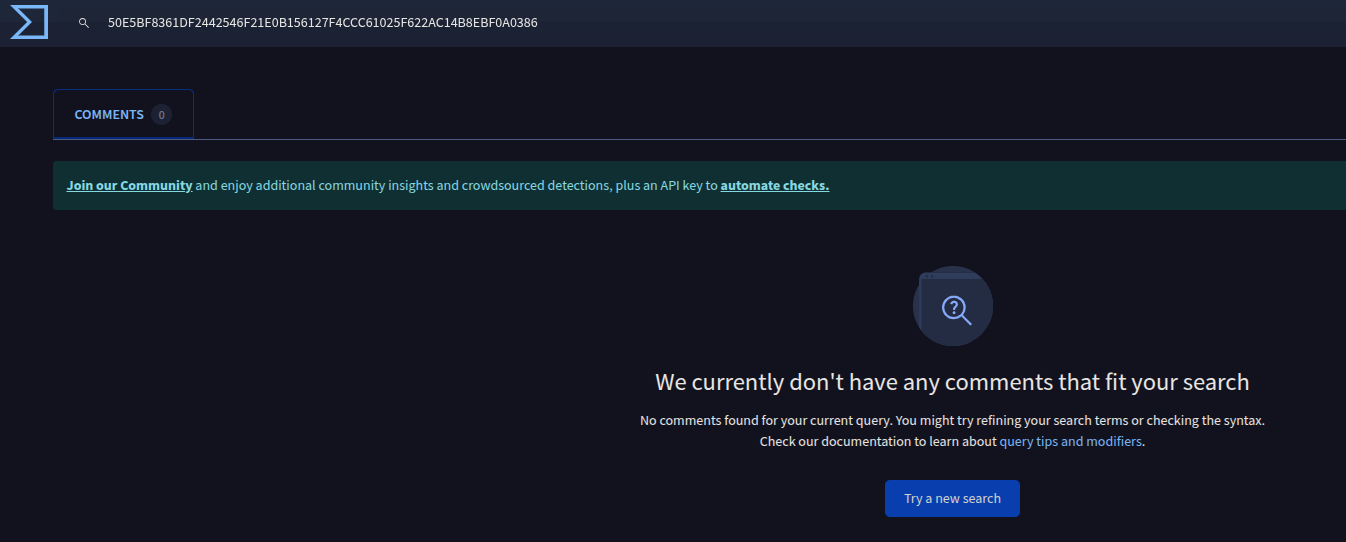 50E5BF8361DF2442546F21E0B156127F4CCC61025F622AC14B8EBF0A0386
COMMENTS 0
Join our Community and enjoy additional community insights and crowdsourced detections, plus an API key to automate checks.
We currently don't have any comments that fit your search
No comments found for your current query. You might try refining your search terms or checking the syntax.
Check our documentation to learn about query tips and modifiers.
Try a new search